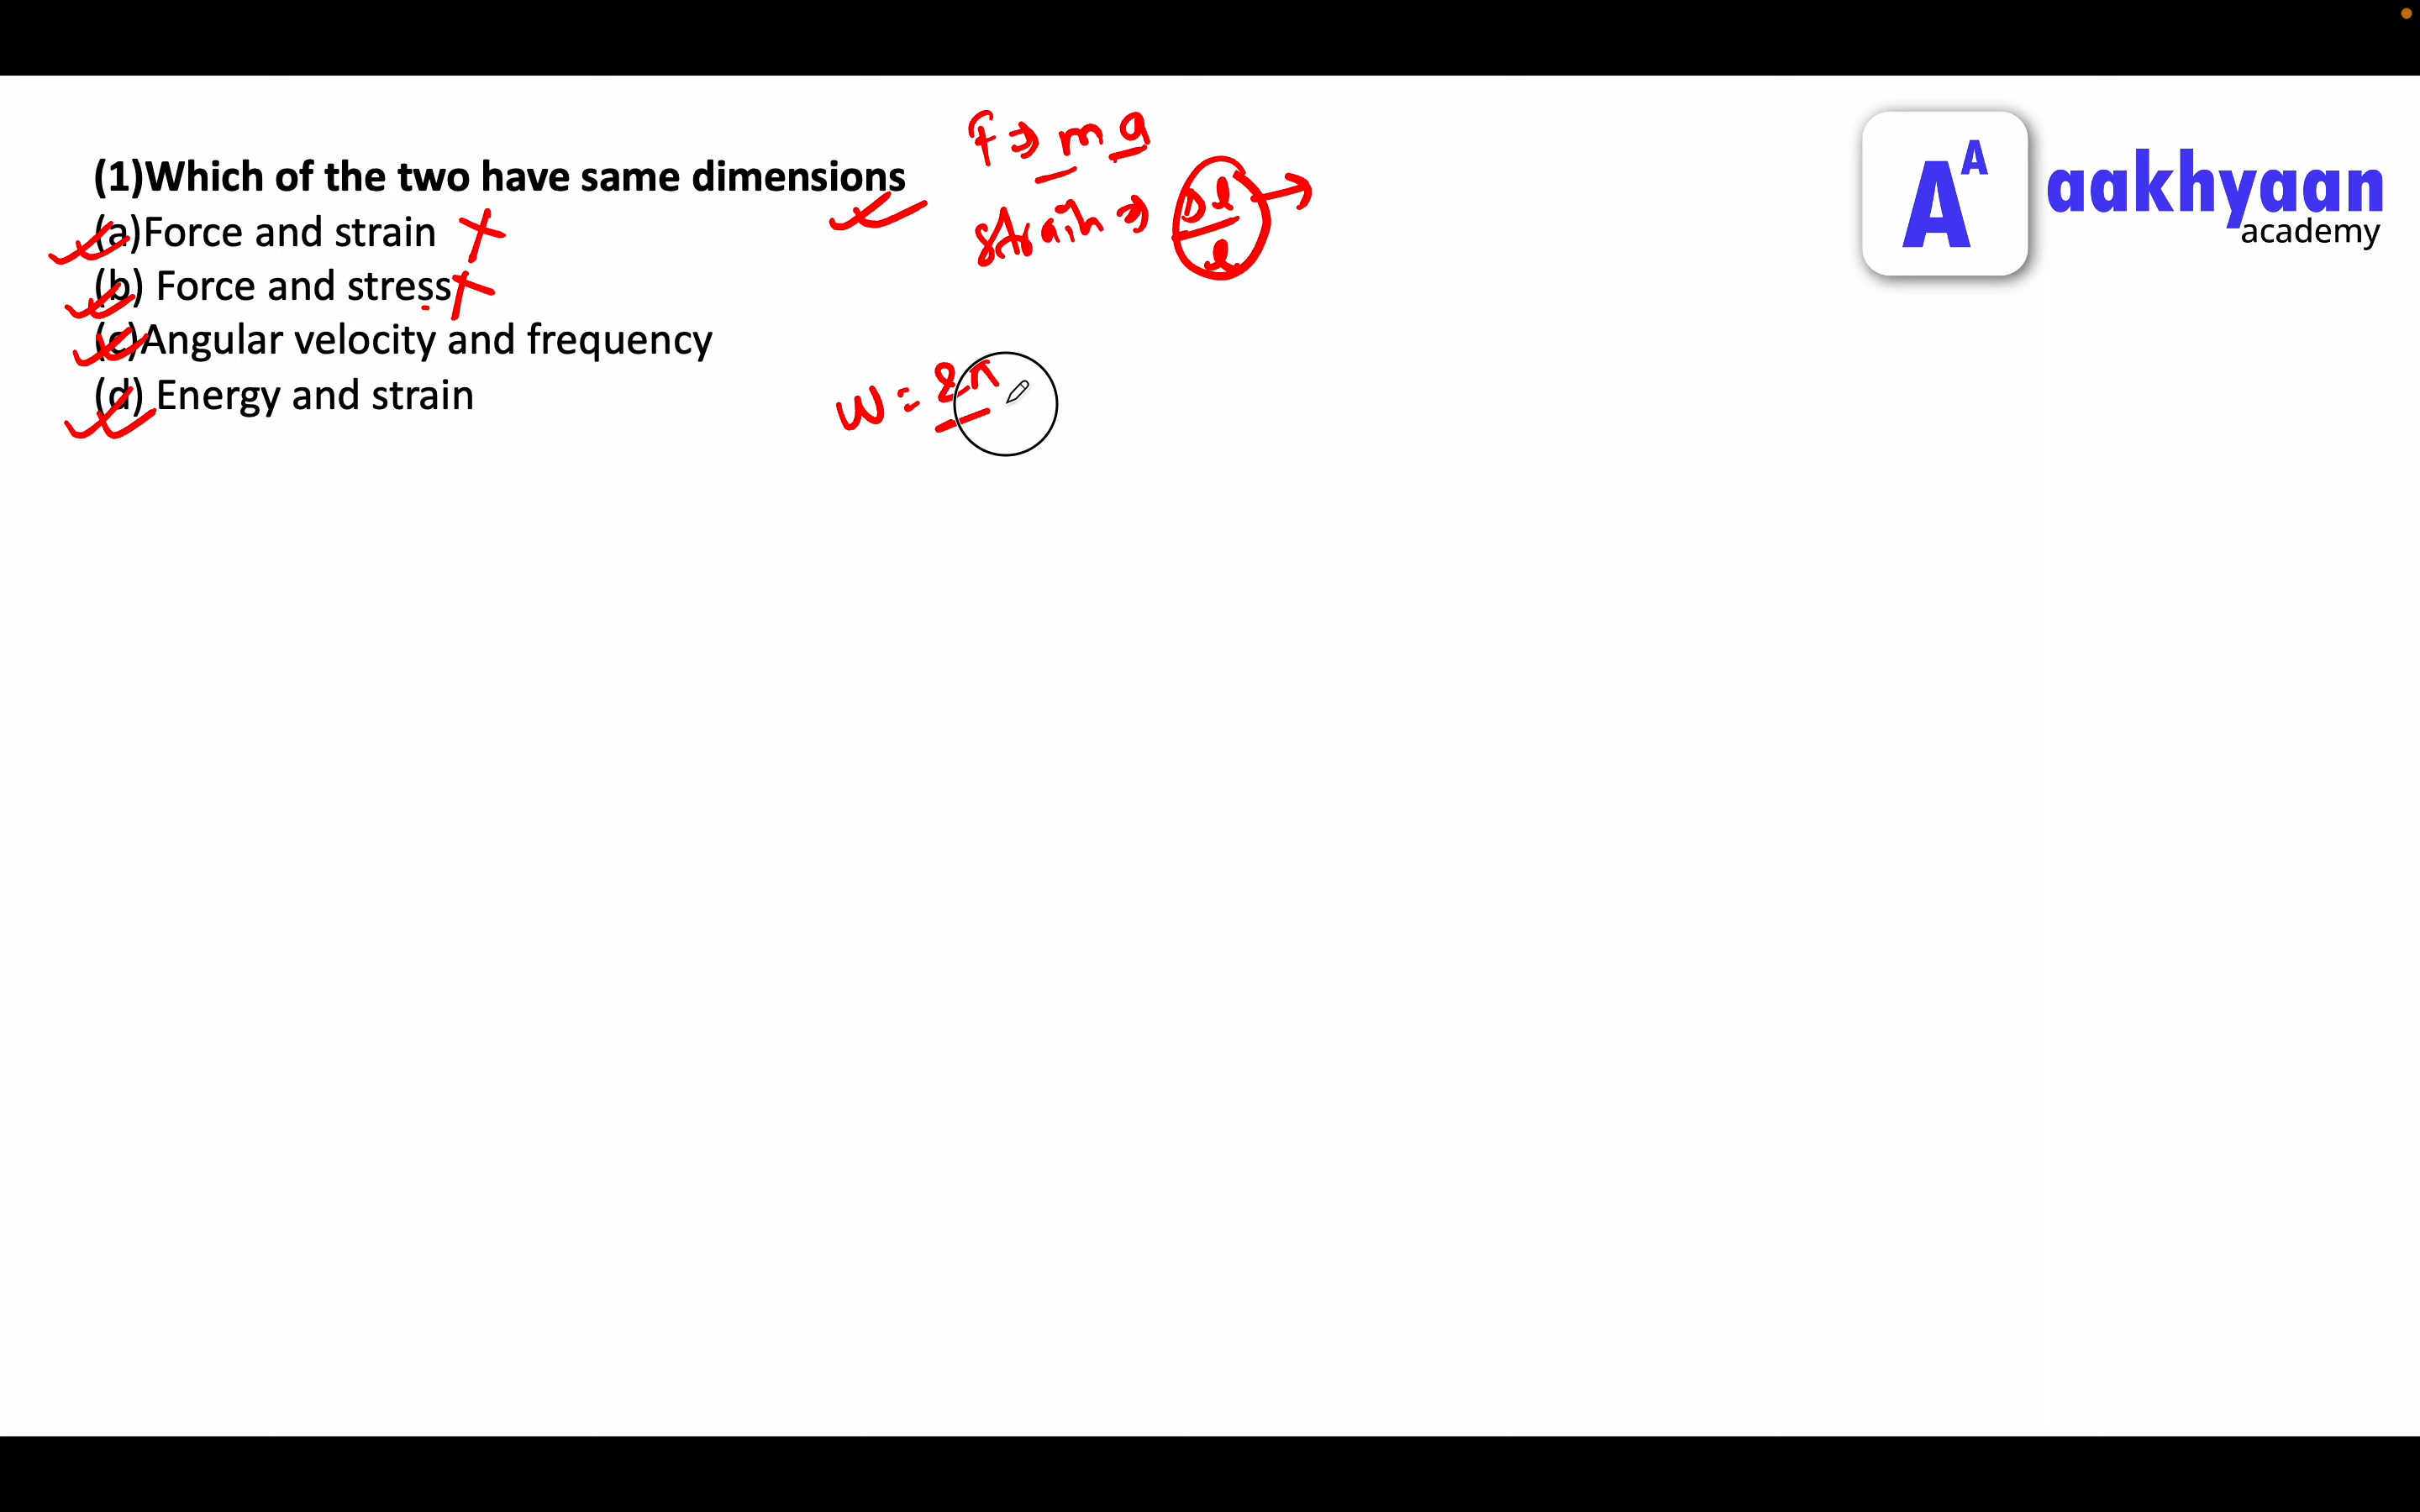 (1)Which of the two have same dimensions
(a)Force and strain
(b) Force and stress
(c)Angular velocity and frequency
(d) Energy and strain
f → m a
strain → Δl / l
w = 2π
A A
aakhyaan
academy